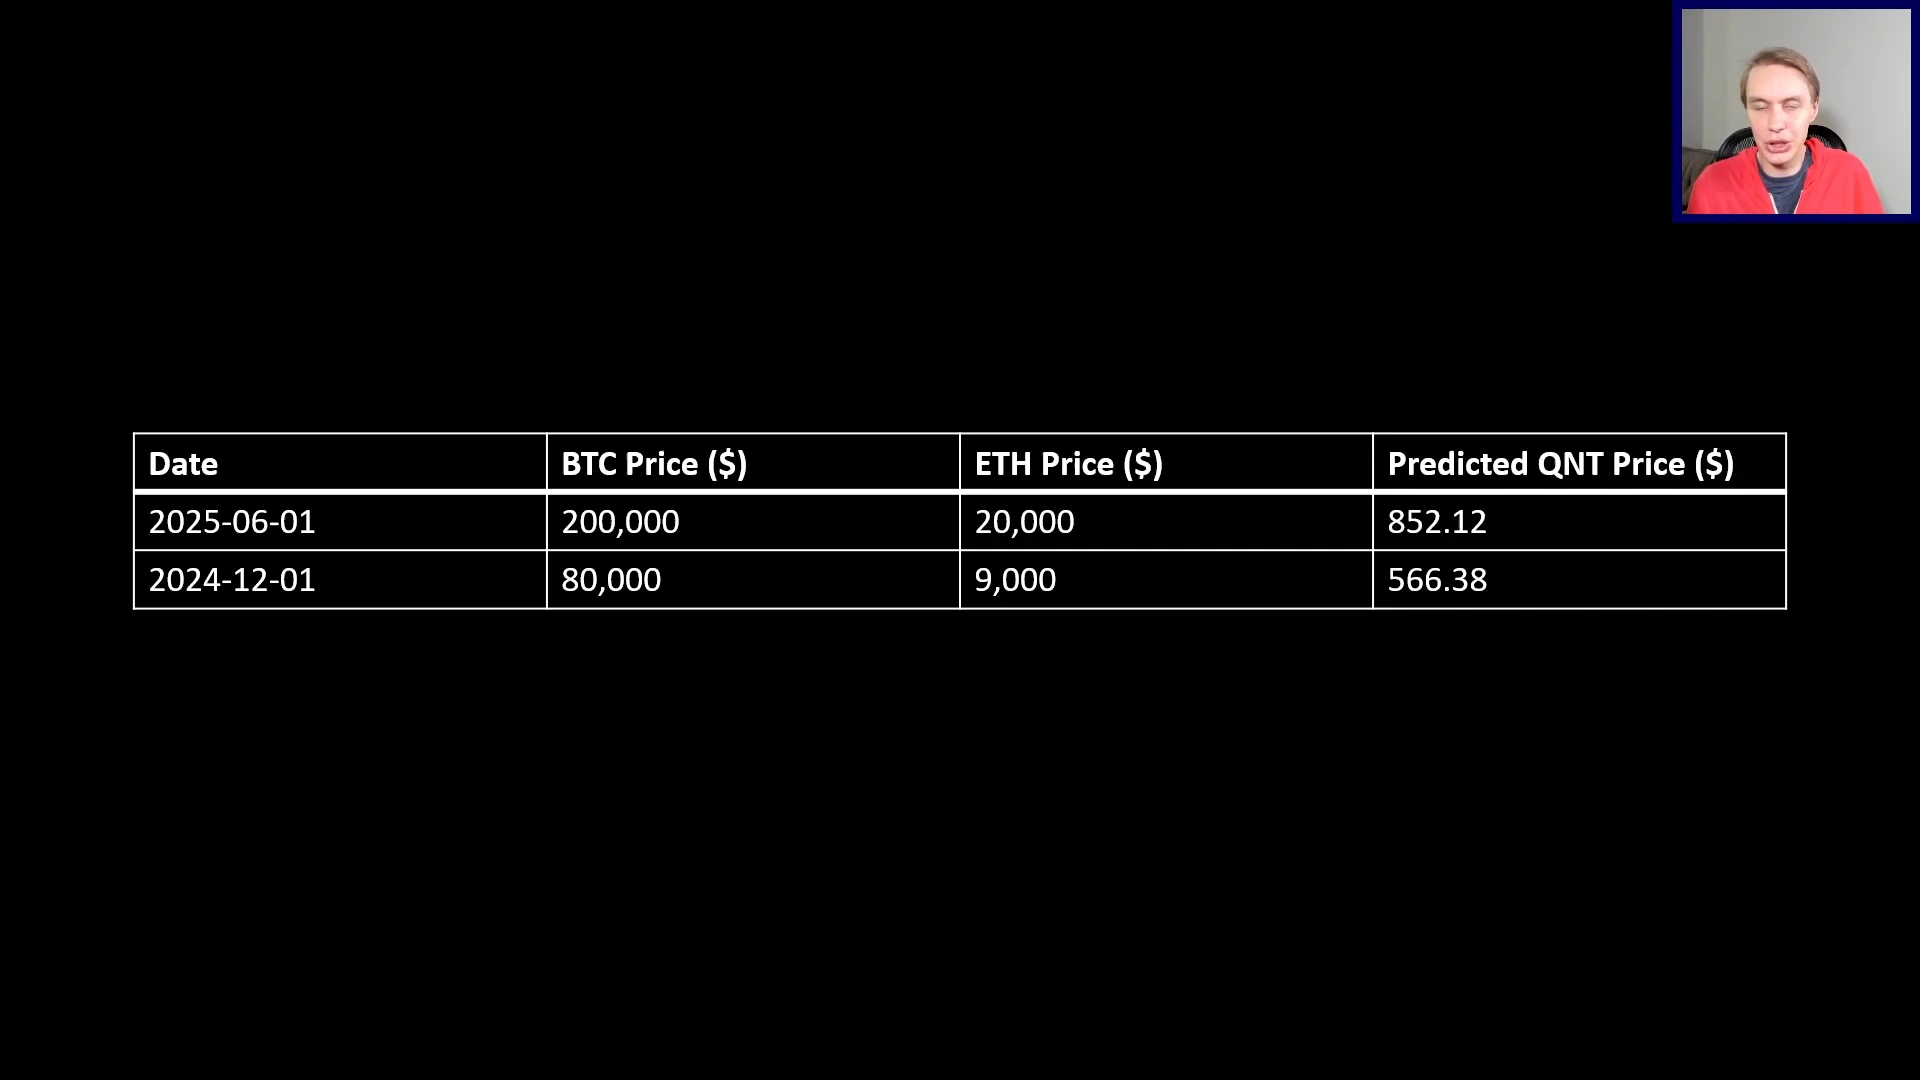 Date BTC Price ($) ETH Price ($) Predicted QNT Price ($)
2025-06-01 200,000 20,000 852.12
2024-12-01 80,000 9,000 566.38